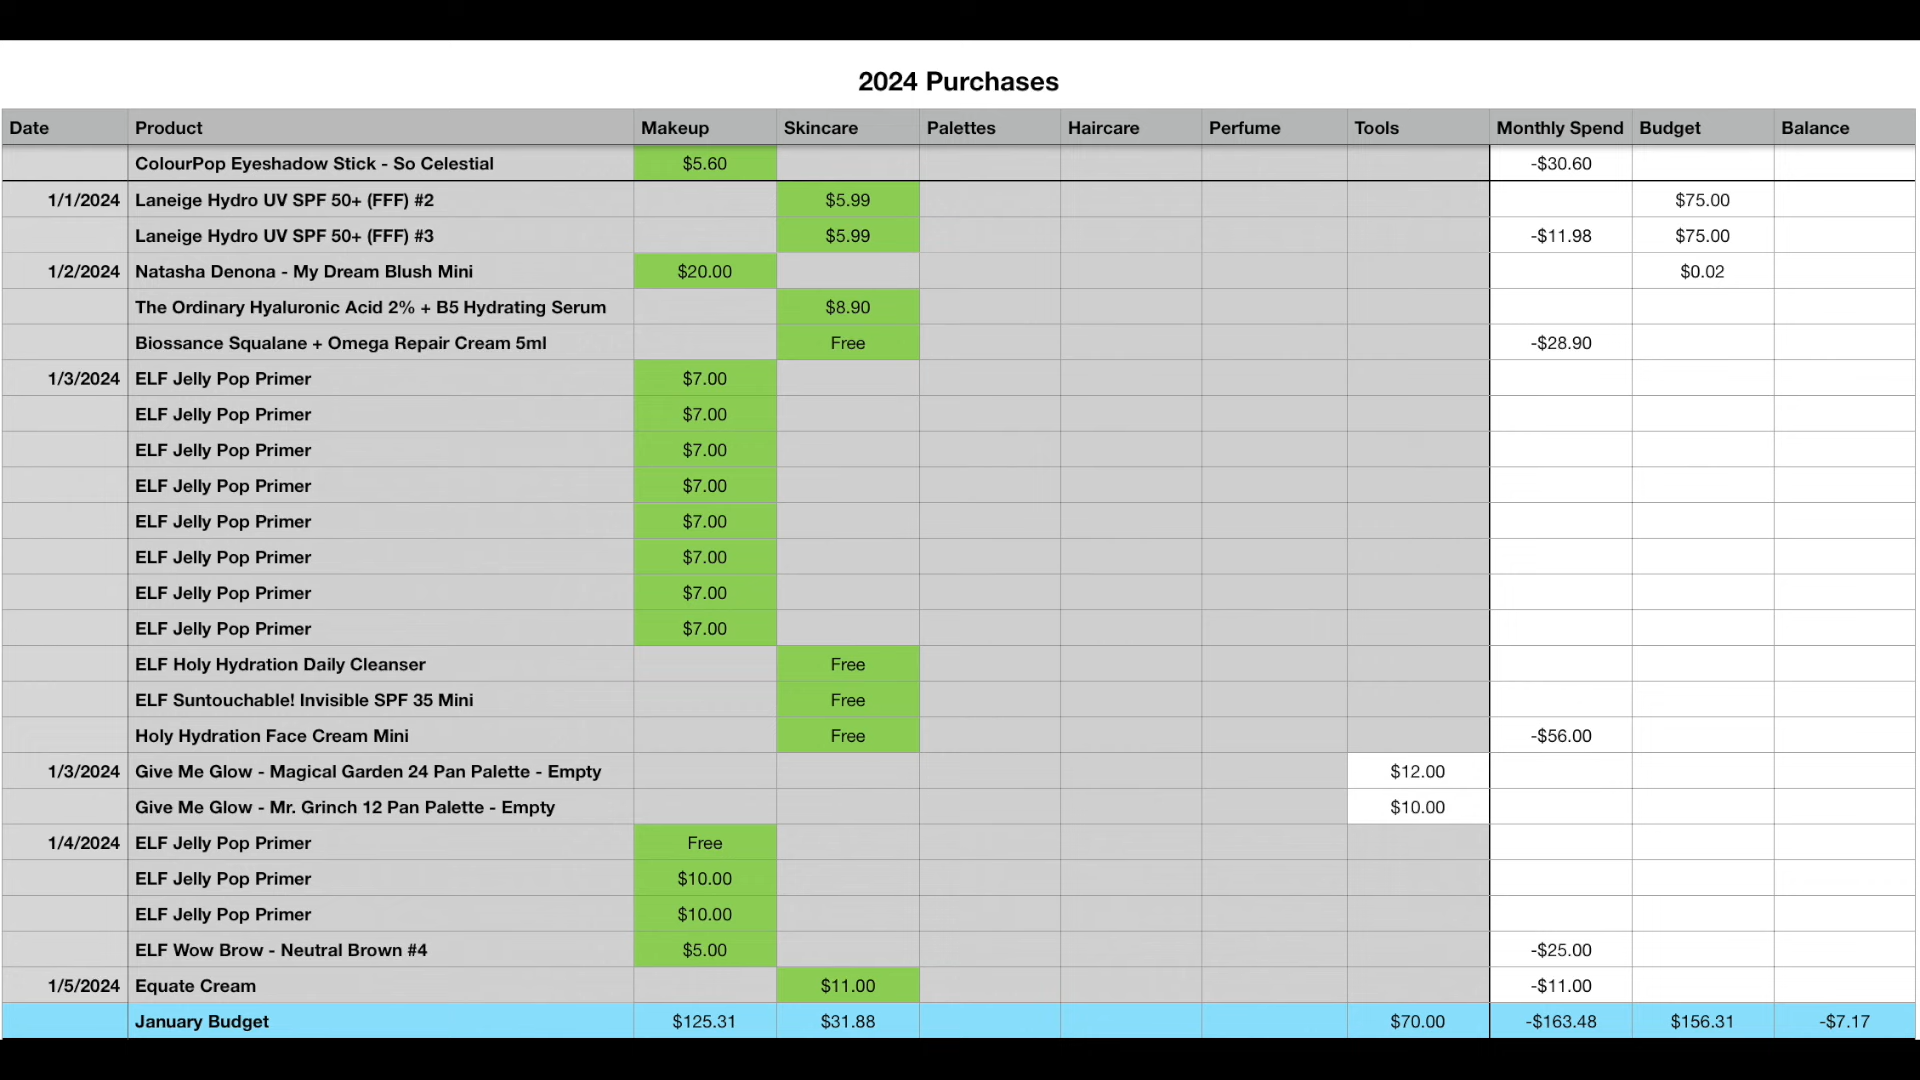 2024 Purchases
Date Product Makeup Skincare Palettes Haircare Perfume Tools Monthly Spend Budget Balance
ColourPop Eyeshadow Stick - So Celestial $5.60 -$30.60
1/1/2024 Laneige Hydro UV SPF 50+ (FFF) #2 $5.99 $75.00
Laneige Hydro UV SPF 50+ (FFF) #3 $5.99 -$11.98 $75.00
1/2/2024 Natasha Denona - My Dream Blush Mini $20.00 $0.02
The Ordinary Hyaluronic Acid 2% + B5 Hydrating Serum $8.90
Biossance Squalane + Omega Repair Cream 5ml Free -$28.90
1/3/2024 ELF Jelly Pop Primer $7.00
ELF Jelly Pop Primer $7.00
ELF Jelly Pop Primer $7.00
ELF Jelly Pop Primer $7.00
ELF Jelly Pop Primer $7.00
ELF Jelly Pop Primer $7.00
ELF Jelly Pop Primer $7.00
ELF Jelly Pop Primer $7.00
ELF Holy Hydration Daily Cleanser Free
ELF Suntouchable! Invisible SPF 35 Mini Free
Holy Hydration Face Cream Mini Free -$56.00
1/3/2024 Give Me Glow - Magical Garden 24 Pan Palette - Empty $12.00
Give Me Glow - Mr. Grinch 12 Pan Palette - Empty $10.00
1/4/2024 ELF Jelly Pop Primer Free
ELF Jelly Pop Primer $10.00
ELF Jelly Pop Primer $10.00
ELF Wow Brow - Neutral Brown #4 $5.00 -$25.00
1/5/2024 Equate Cream $11.00 -$11.00
January Budget $125.31 $31.88 $70.00 -$163.48 $156.31 -$7.17